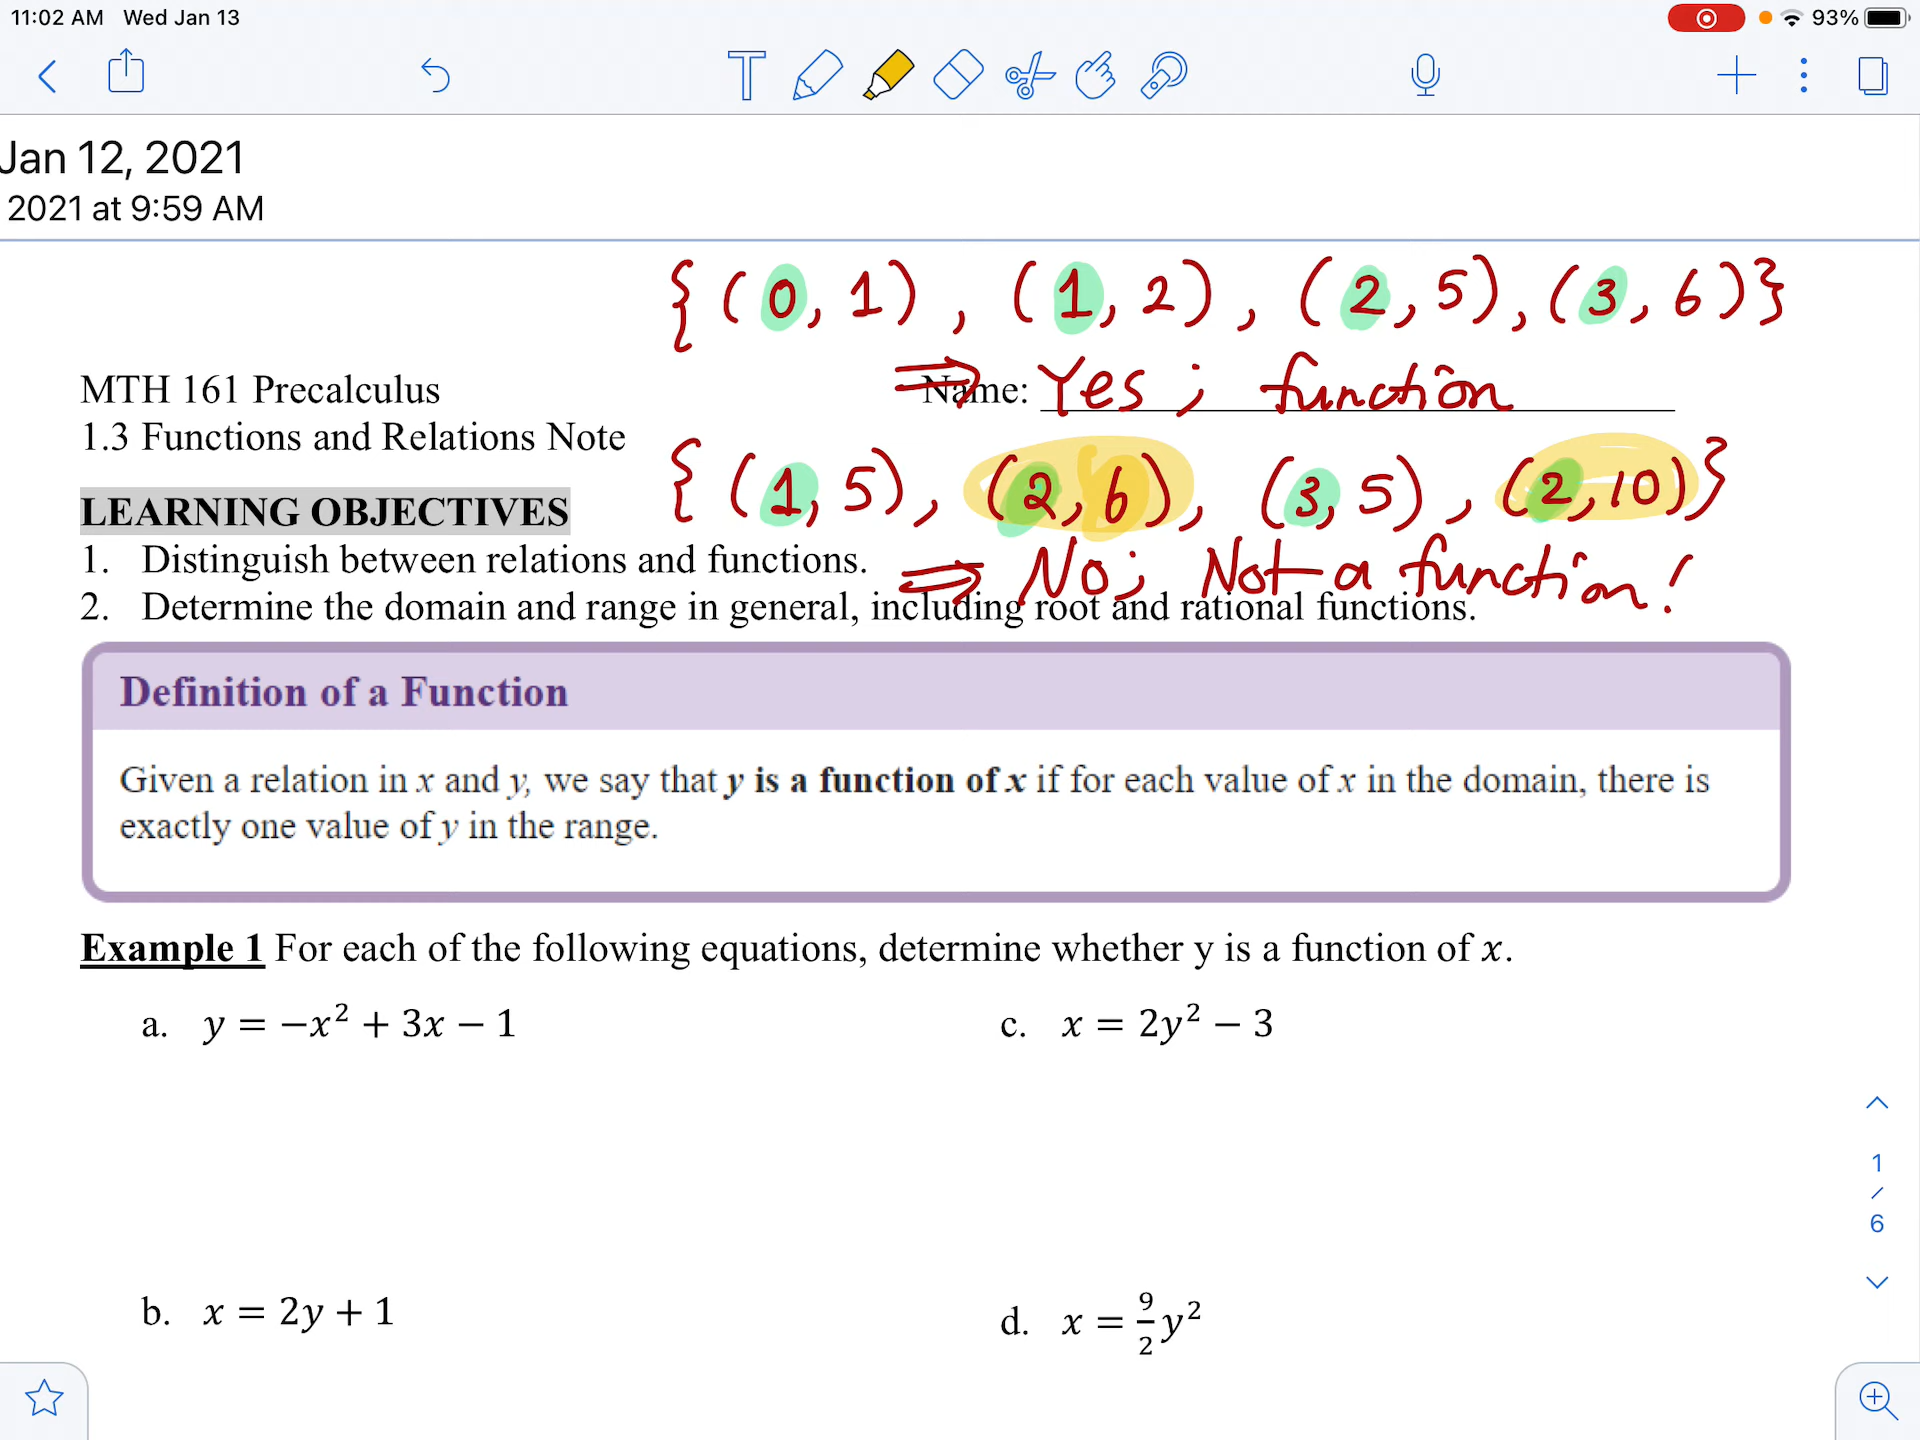 11:02 AM Wed Jan 13
93%
T
Jan 12, 2021
2021 at 9:59 AM
{(0, 1), (1, 2), (2, 5), (3, 6)}
MTH 161 Precalculus
Name: ⇒ Yes; function
1.3 Functions and Relations Note
{(1, 5), (2, 6), (3, 5), (2, 10)}
LEARNING OBJECTIVES
1. Distinguish between relations and functions.
⇒ No; Not a function!
2. Determine the domain and range in general, including root and rational functions.
Definition of a Function
Given a relation in x and y, we say that y is a function of x if for each value of x in the domain, there is
exactly one value of y in the range.
Example 1 For each of the following equations, determine whether y is a function of x.
a. y = −x² + 3x − 1
c. x = 2y² − 3
1
/
6
b. x = 2y + 1
d. x = 9/2 y²